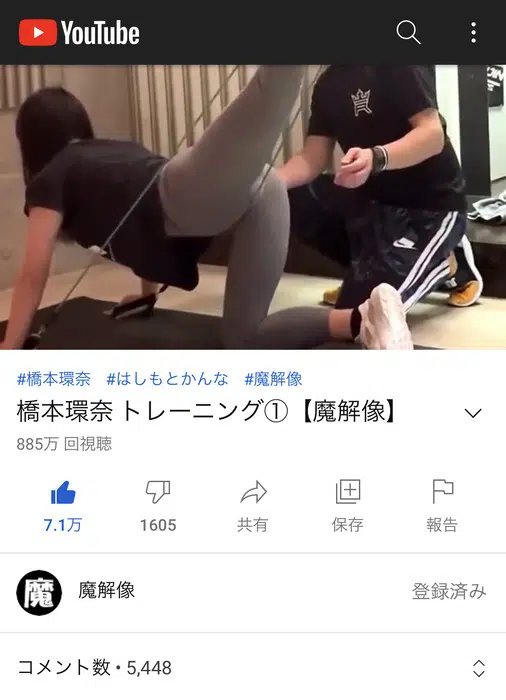 YouTube
#橋本環奈 #はしもとかんな #魔解像
橋本環奈 トレーニング①【魔解像】
885万 回視聴
7.1万 1605 共有 保存 報告
魔 魔解像 登録済み
コメント数・5,448